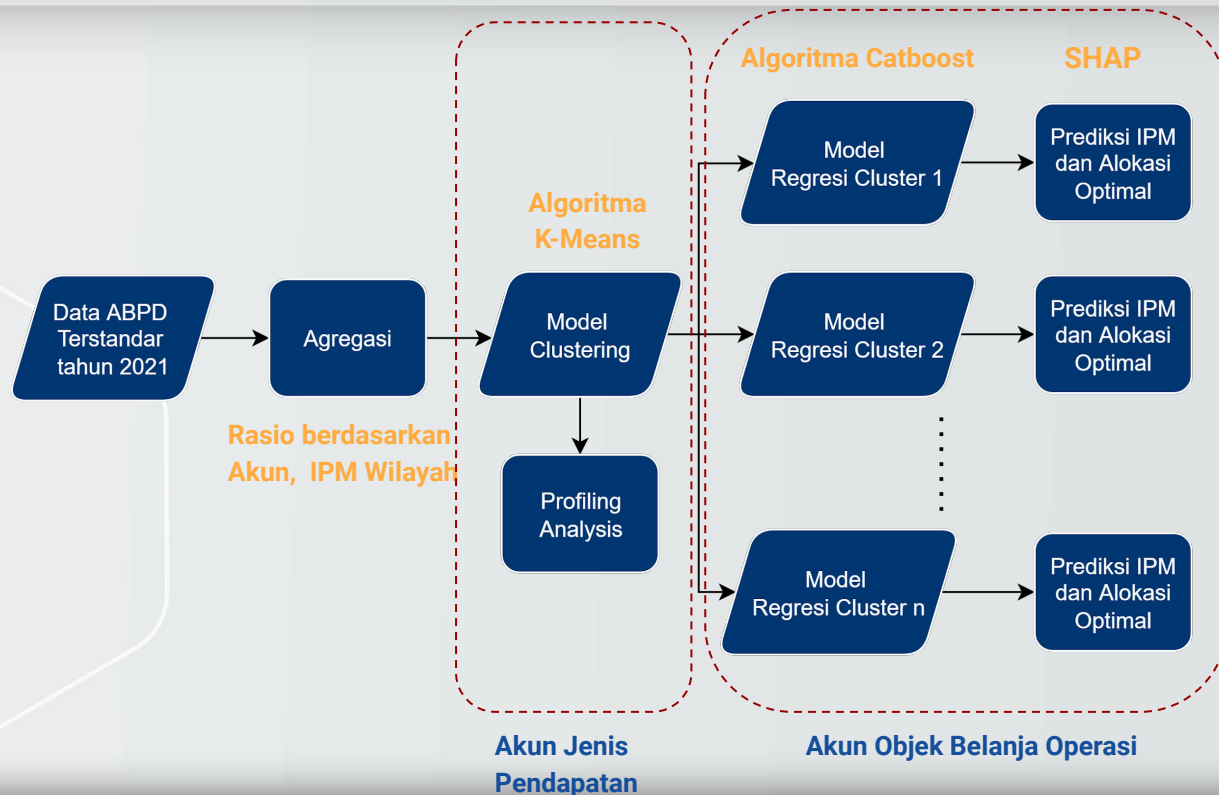 Algoritma Catboost
SHAP
Model
Regresi Cluster 1
Prediksi IPM
dan Alokasi
Optimal
Algoritma
K-Means
Data ABPD
Terstandar
tahun 2021
Agregasi
Model
Clustering
Model
Regresi Cluster 2
Prediksi IPM
dan Alokasi
Optimal
Rasio berdasarkan
Akun, IPM Wilayah
Profiling
Analysis
Model
Regresi Cluster n
Prediksi IPM
dan Alokasi
Optimal
Akun Jenis
Pendapatan
Akun Objek Belanja Operasi